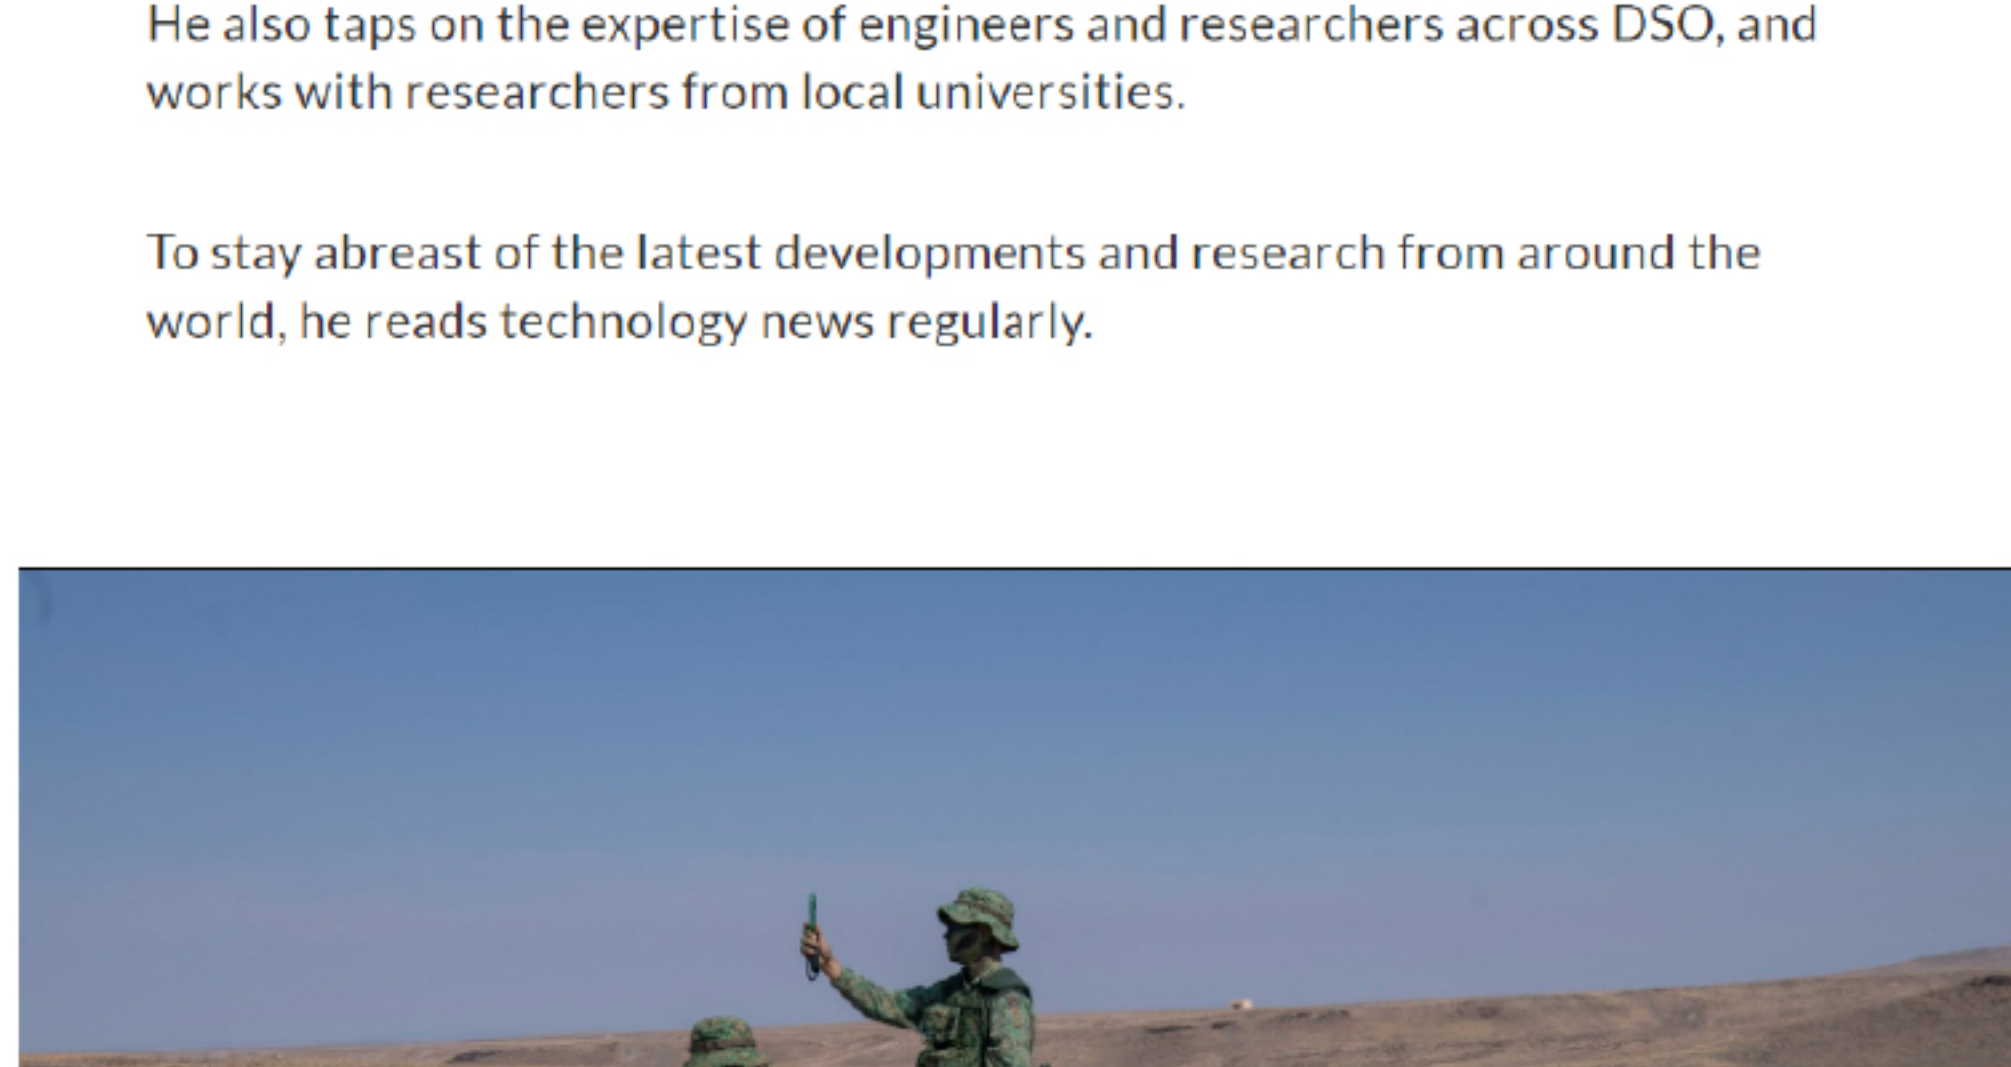 He also taps on the expertise of engineers and researchers across DSO, and
works with researchers from local universities.
To stay abreast of the latest developments and research from around the
world, he reads technology news regularly.